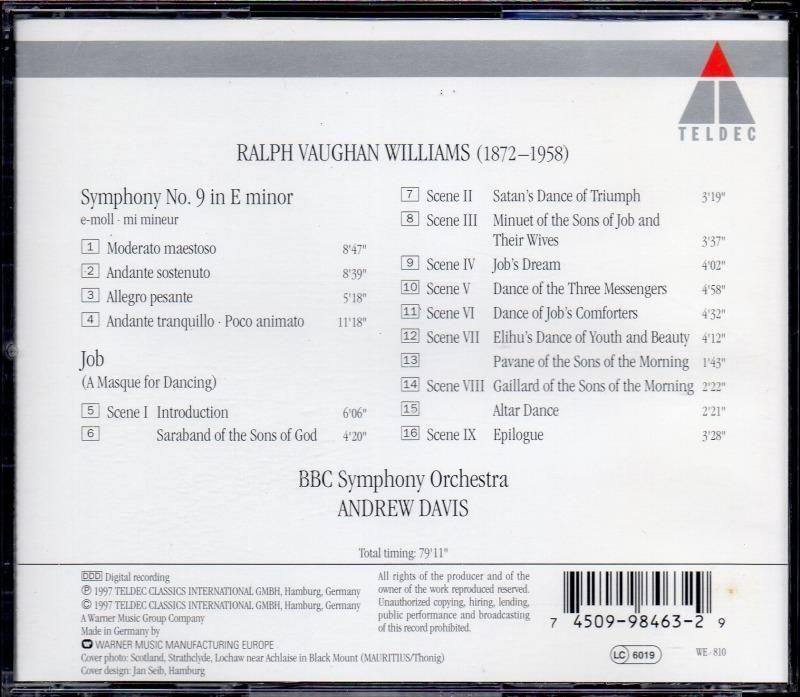 TELDEC
RALPH VAUGHAN WILLIAMS (1872–1958)
Symphony No. 9 in E minor
e-moll · mi mineur
1 Moderato maestoso 8'47"
2 Andante sostenuto 8'39"
3 Allegro pesante 5'18"
4 Andante tranquillo · Poco animato 11'18"
Job
(A Masque for Dancing)
5 Scene I Introduction 6'06"
6 Saraband of the Sons of God 4'20"
7 Scene II Satan's Dance of Triumph 3'19"
8 Scene III Minuet of the Sons of Job and
Their Wives 3'37"
9 Scene IV Job's Dream 4'02"
10 Scene V Dance of the Three Messengers 4'58"
11 Scene VI Dance of Job's Comforters 4'32"
12 Scene VII Elihu's Dance of Youth and Beauty 4'12"
13 Pavane of the Sons of the Morning 1'43"
14 Scene VIII Gaillard of the Sons of the Morning 2'22"
15 Altar Dance 2'21"
16 Scene IX Epilogue 3'28"
BBC Symphony Orchestra
ANDREW DAVIS
Total timing: 79'11"
DDD Digital recording
℗ 1997 TELDEC CLASSICS INTERNATIONAL GMBH, Hamburg, Germany
© 1997 TELDEC CLASSICS INTERNATIONAL GMBH, Hamburg, Germany
A Warner Music Group Company
Made in Germany by
WARNER MUSIC MANUFACTURING EUROPE
Cover photo: Scotland, Strathclyde, Lochaw near Achlaise in Black Mount (MAURITIUS/Thonig)
Cover design: Jan Seib, Hamburg
All rights of the producer and of the
owner of the work reproduced reserved.
Unauthorized copying, hiring, lending,
public performance and broadcasting
of this record prohibited.
7 45099-98463-2 9
LC 6019
WE · 810